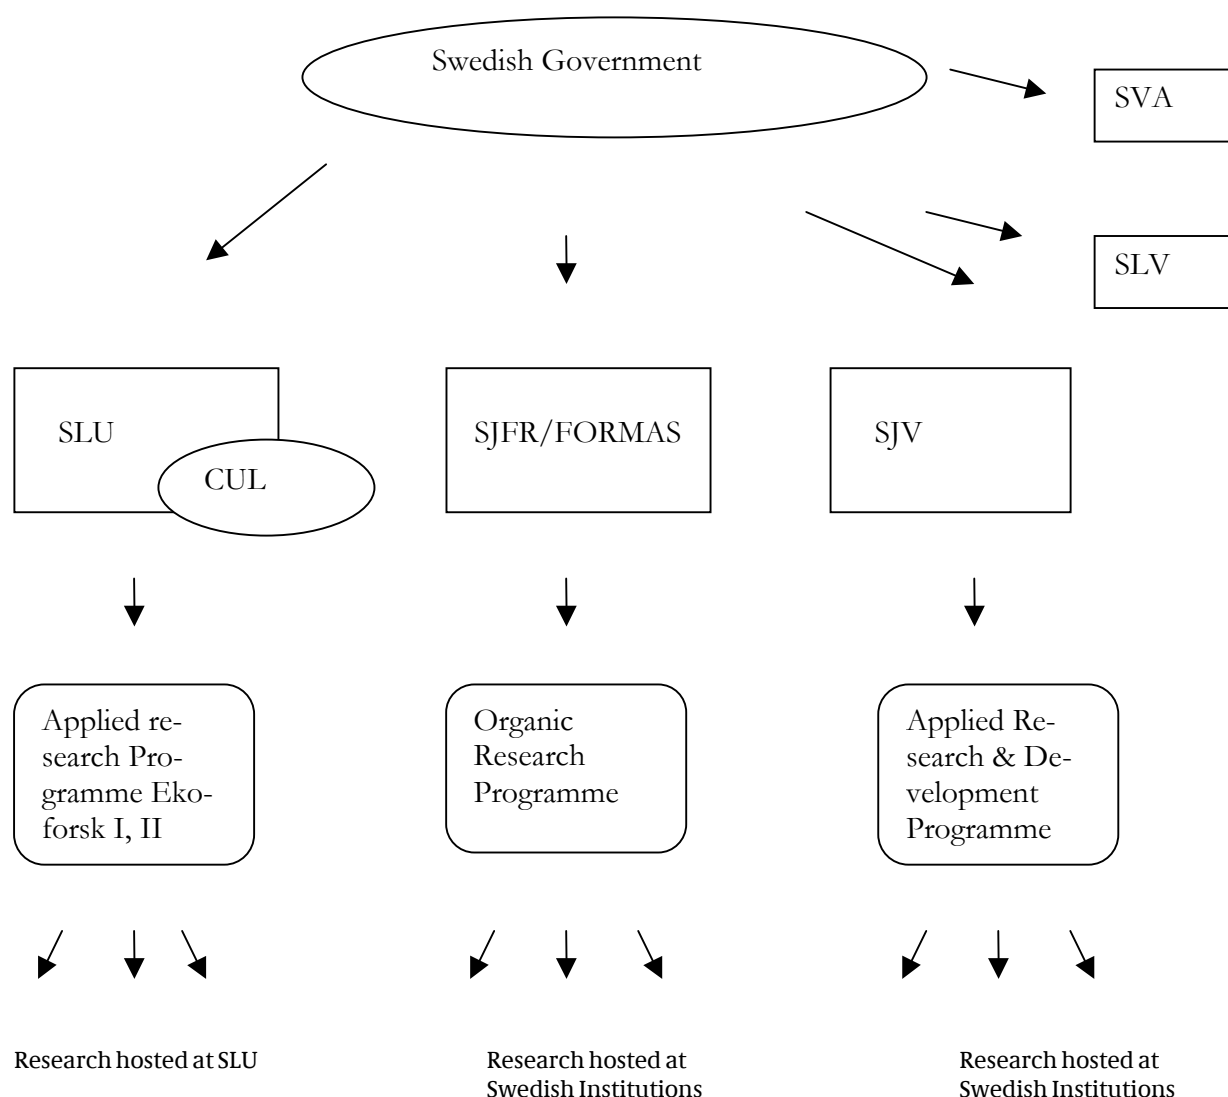 Swedish Government
SVA
SLV
SLU
CUL
SJFR/FORMAS
SJV
Applied re-
search Pro-
gramme Eko-
forsk I, II
Organic
Research
Programme
Applied Re-
search & De-
velopment
Programme
Research hosted at SLU
Research hosted at
Swedish Institutions
Research hosted at
Swedish Institutions